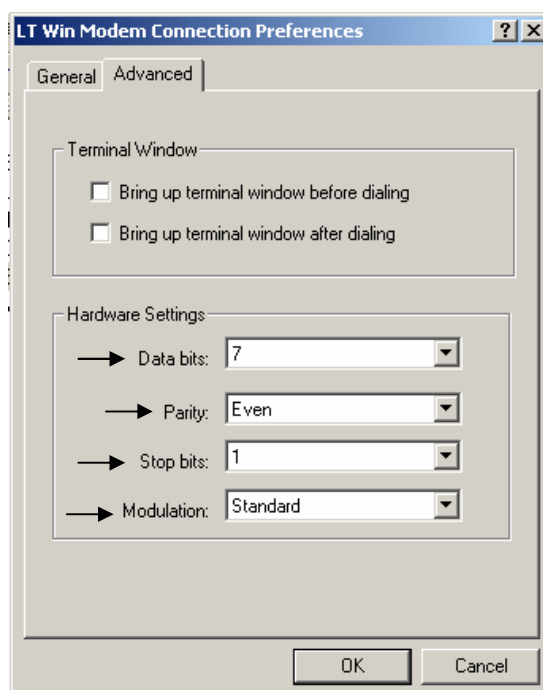 LT Win Modem Connection Preferences
General Advanced
Terminal Window
Bring up terminal window before dialing
Bring up terminal window after dialing
Hardware Settings
Data bits: 7
Parity: Even
Stop bits: 1
Modulation: Standard
OK Cancel